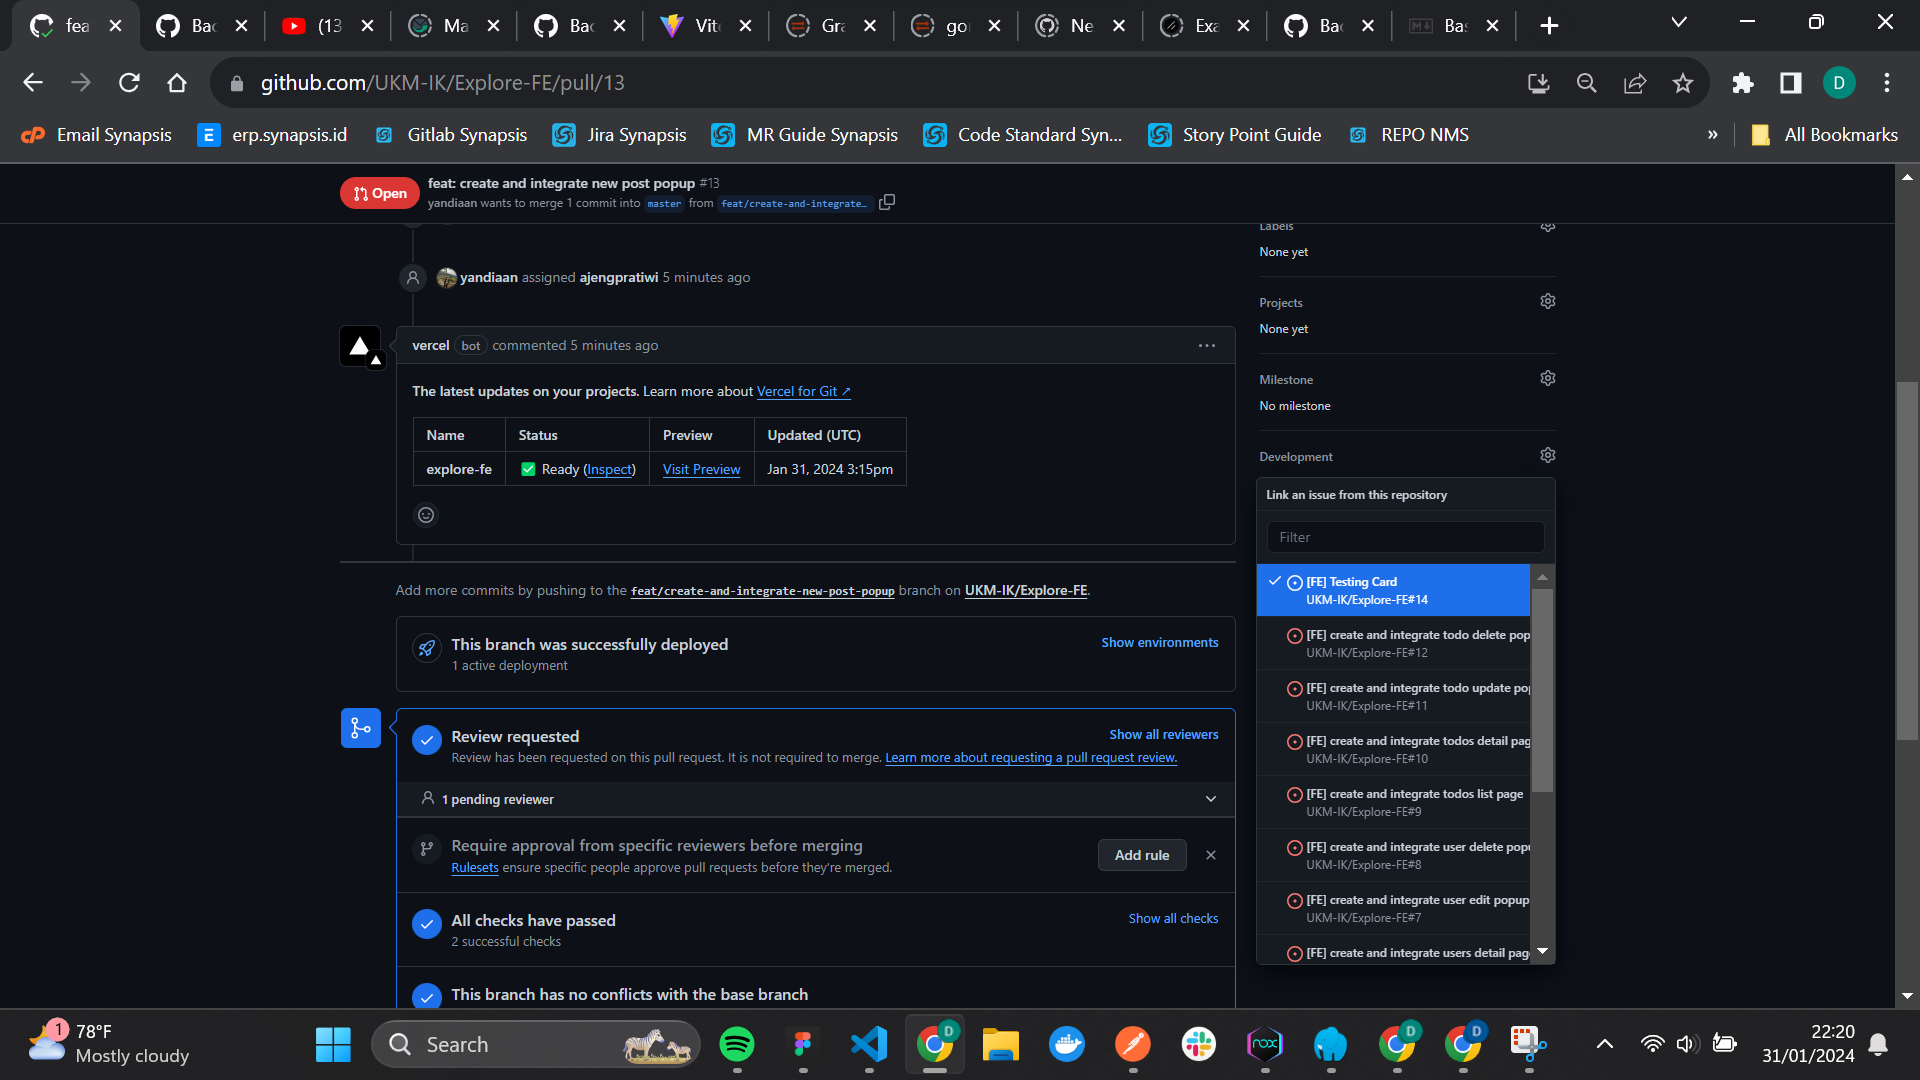 fea
Bac
(13
Ma
Bac
Vite
Gra
go
Ne
Exa
Bac
Bas
github.com/UKM-IK/Explore-FE/pull/13
D
Email Synapsis
erp.synapsis.id
Gitlab Synapsis
Jira Synapsis
MR Guide Synapsis
Code Standard Syn...
Story Point Guide
REPO NMS
»
All Bookmarks
Open
feat: create and integrate new post popup #13
yandiaan wants to merge 1 commit into master from feat/create-and-integrate…
yandiaan assigned ajengpratiwi 5 minutes ago
vercel bot commented 5 minutes ago
The latest updates on your projects. Learn more about Vercel for Git ↗
Name Status Preview Updated (UTC)
explore-fe ✅ Ready (Inspect) Visit Preview Jan 31, 2024 3:15pm
Add more commits by pushing to the feat/create-and-integrate-new-post-popup branch on UKM-IK/Explore-FE.
This branch was successfully deployed
1 active deployment
Show environments
Review requested
Show all reviewers
Review has been requested on this pull request. It is not required to merge. Learn more about requesting a pull request review.
1 pending reviewer
Require approval from specific reviewers before merging
Rulesets ensure specific people approve pull requests before they're merged.
Add rule
All checks have passed
2 successful checks
Show all checks
This branch has no conflicts with the base branch
Labels
None yet
Projects
None yet
Milestone
No milestone
Development
Link an issue from this repository
Filter
[FE] Testing Card
UKM-IK/Explore-FE#14
[FE] create and integrate todo delete pop
UKM-IK/Explore-FE#12
[FE] create and integrate todo update pop
UKM-IK/Explore-FE#11
[FE] create and integrate todos detail pag
UKM-IK/Explore-FE#10
[FE] create and integrate todos list page
UKM-IK/Explore-FE#9
[FE] create and integrate user delete popu
UKM-IK/Explore-FE#8
[FE] create and integrate user edit popup
UKM-IK/Explore-FE#7
[FE] create and integrate users detail pag
1
78°F
Mostly cloudy
Search
D
nox
D
D
22:20
31/01/2024